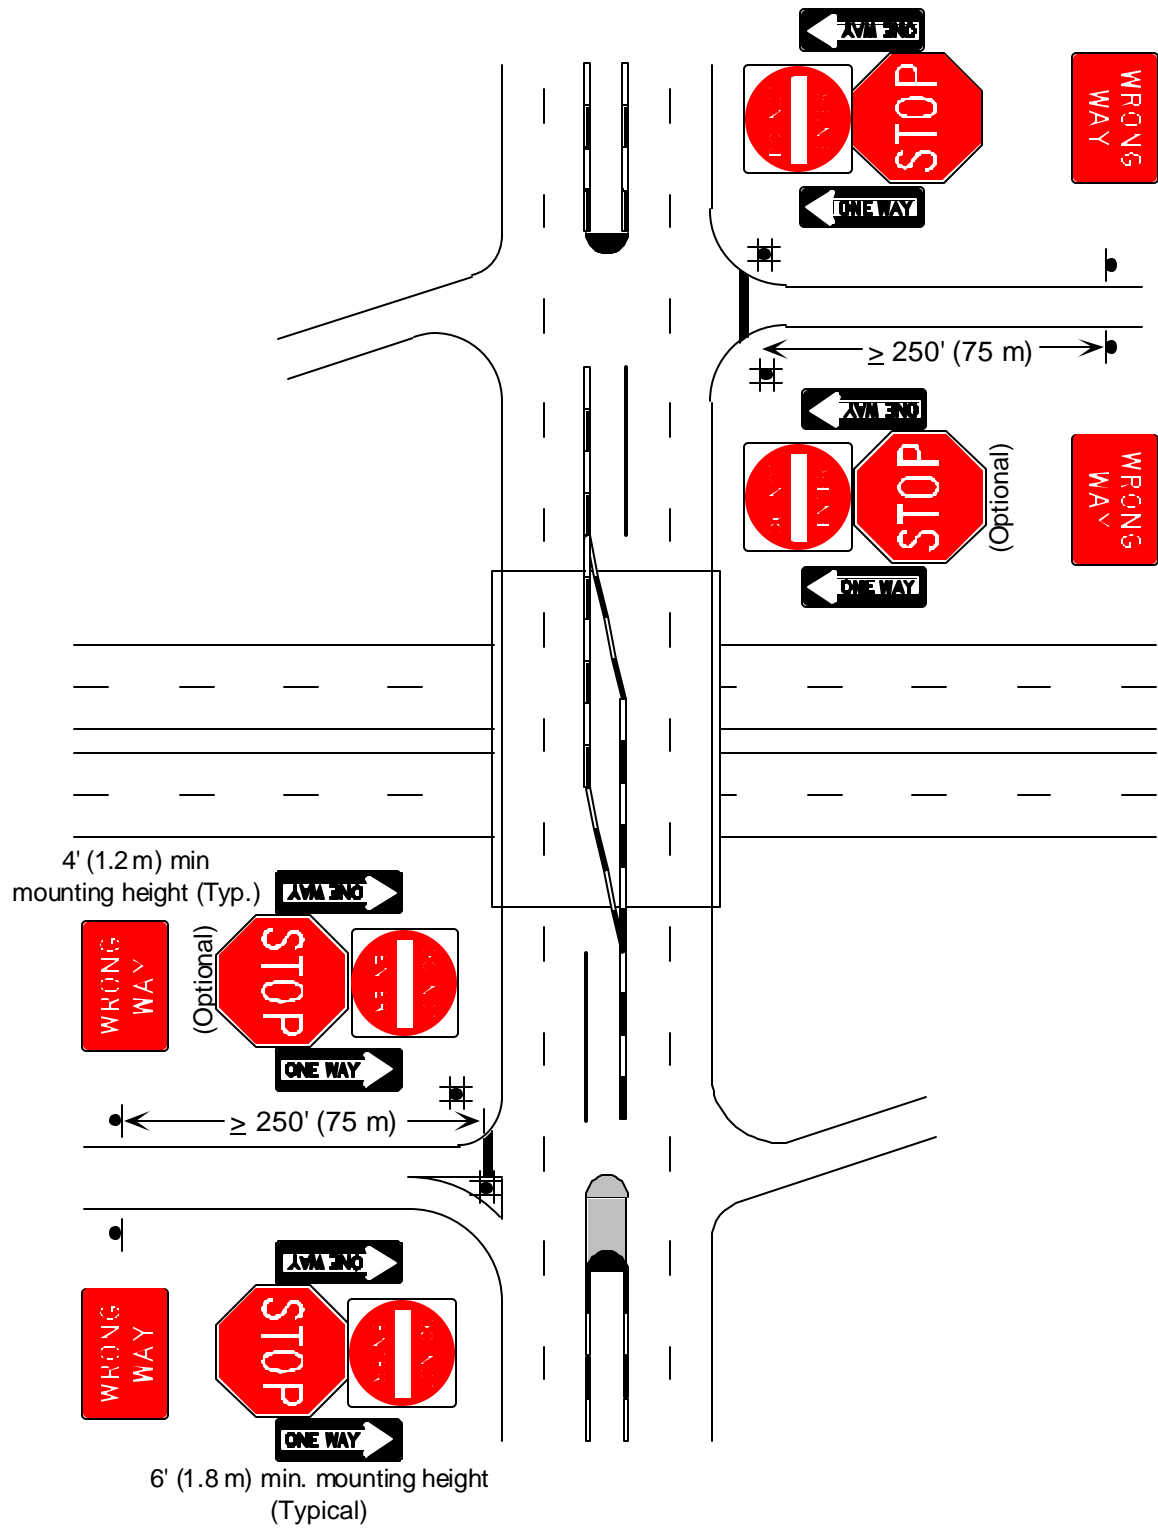 ONE WAY
STOP
WRONG
WAY
ONE WAY
≥ 250' (75 m)
ONE WAY
STOP
(Optional)
WRONG
WAY
ONE WAY
4' (1.2 m) min
mounting height (Typ.)
ONE WAY
WRONG
WAY
(Optional)
STOP
ONE WAY
≥ 250' (75 m)
ONE WAY
WRONG
WAY
STOP
ONE WAY
6' (1.8 m) min. mounting height
(Typical)